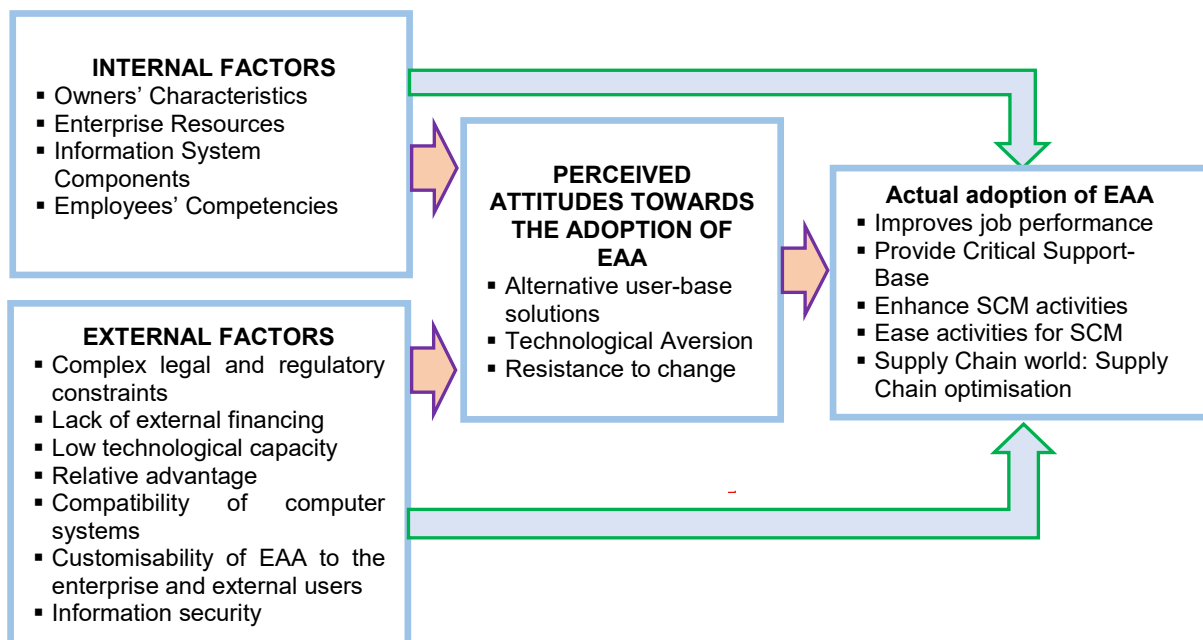 INTERNAL FACTORS
▪ Owners’ Characteristics
▪ Enterprise Resources
▪ Information System
Components
▪ Employees’ Competencies
EXTERNAL FACTORS
▪ Complex legal and regulatory
constraints
▪ Lack of external financing
▪ Low technological capacity
▪ Relative advantage
▪ Compatibility of computer
systems
▪ Customisability of EAA to the
enterprise and external users
▪ Information security
PERCEIVED
ATTITUDES TOWARDS
THE ADOPTION OF
EAA
▪ Alternative user-base
solutions
▪ Technological Aversion
▪ Resistance to change
Actual adoption of EAA
▪ Improves job performance
▪ Provide Critical Support-
Base
▪ Enhance SCM activities
▪ Ease activities for SCM
▪ Supply Chain world: Supply
Chain optimisation